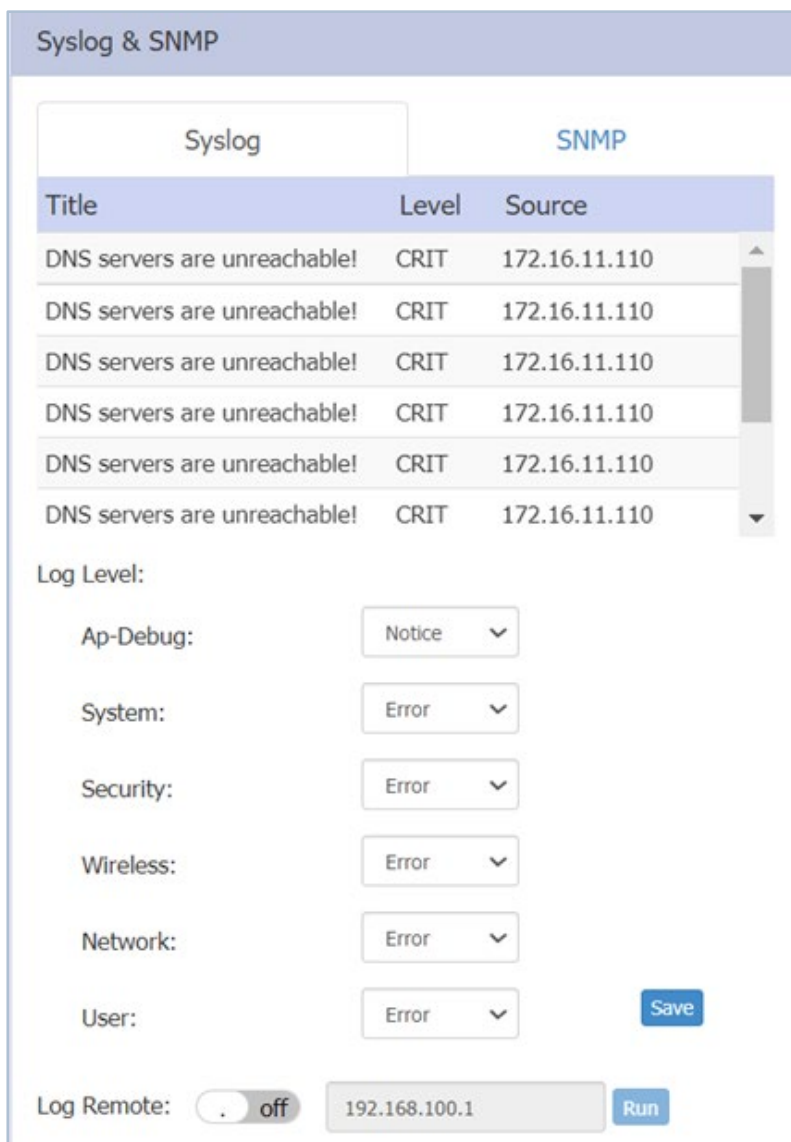 Syslog & SNMP
Syslog SNMP
Title Level Source
DNS servers are unreachable! CRIT 172.16.11.110
DNS servers are unreachable! CRIT 172.16.11.110
DNS servers are unreachable! CRIT 172.16.11.110
DNS servers are unreachable! CRIT 172.16.11.110
DNS servers are unreachable! CRIT 172.16.11.110
DNS servers are unreachable! CRIT 172.16.11.110
Log Level:
Ap-Debug: Notice
System: Error
Security: Error
Wireless: Error
Network: Error
User: Error Save
Log Remote: . off 192.168.100.1 Run